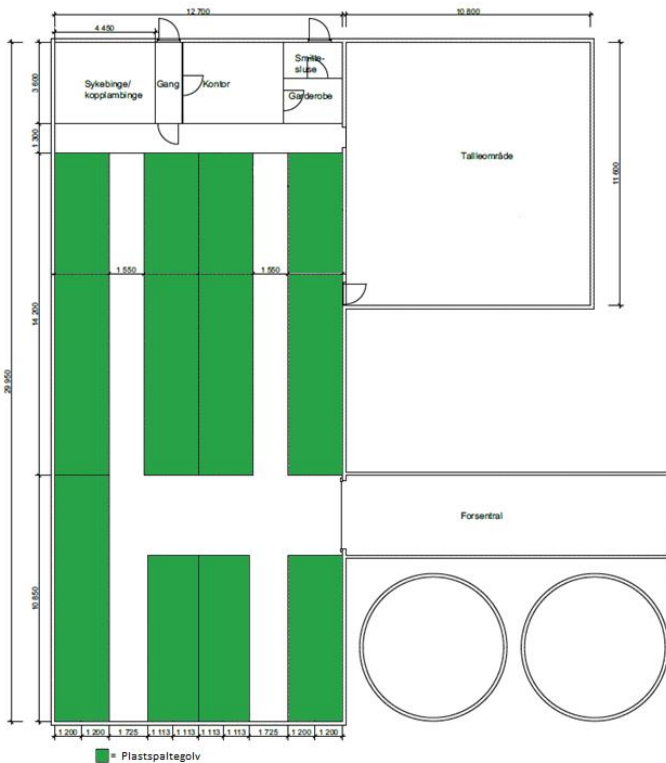 12 700
10 800
4 450
Sykebinge/
kopplambinge
Gang
Kontor
Smitte-
sluse
Garderobe
3 600
1 300
Tallieområde
11 600
1 550
1 550
14 200
29 950
Forsentral
10 850
1 200 1 200 1 725 1 113 1 113 1 113 1 113 1 725 1 200 1 200
= Plastspaltegolv